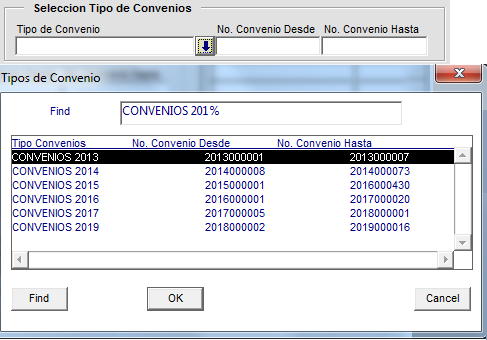 Seleccion Tipo de Convenios
Tipo de Convenio No. Convenio Desde No. Convenio Hasta
Tipos de Convenio
Find CONVENIOS 201%
Tipo Convenios No. Convenio Desde No. Convenio Hasta
CONVENIOS 2013 2013000001 2013000007
CONVENIOS 2014 2014000008 2014000073
CONVENIOS 2015 2015000001 2016000430
CONVENIOS 2016 2016000001 2017000020
CONVENIOS 2017 2017000005 2018000001
CONVENIOS 2019 2018000002 2019000016
Find OK Cancel